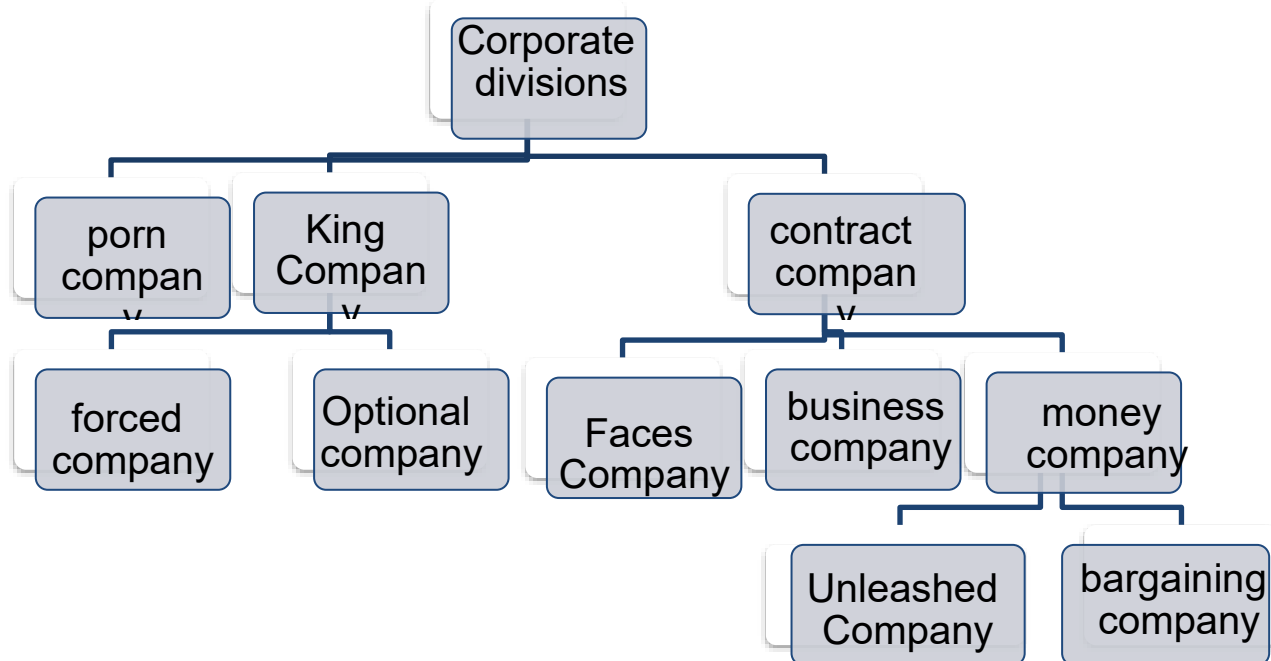 Corporate
divisions
porn
compan
y
King
Compan
y
contract
compan
y
forced
company
Optional
company
Faces
Company
business
company
money
company
Unleashed
Company
bargaining
company